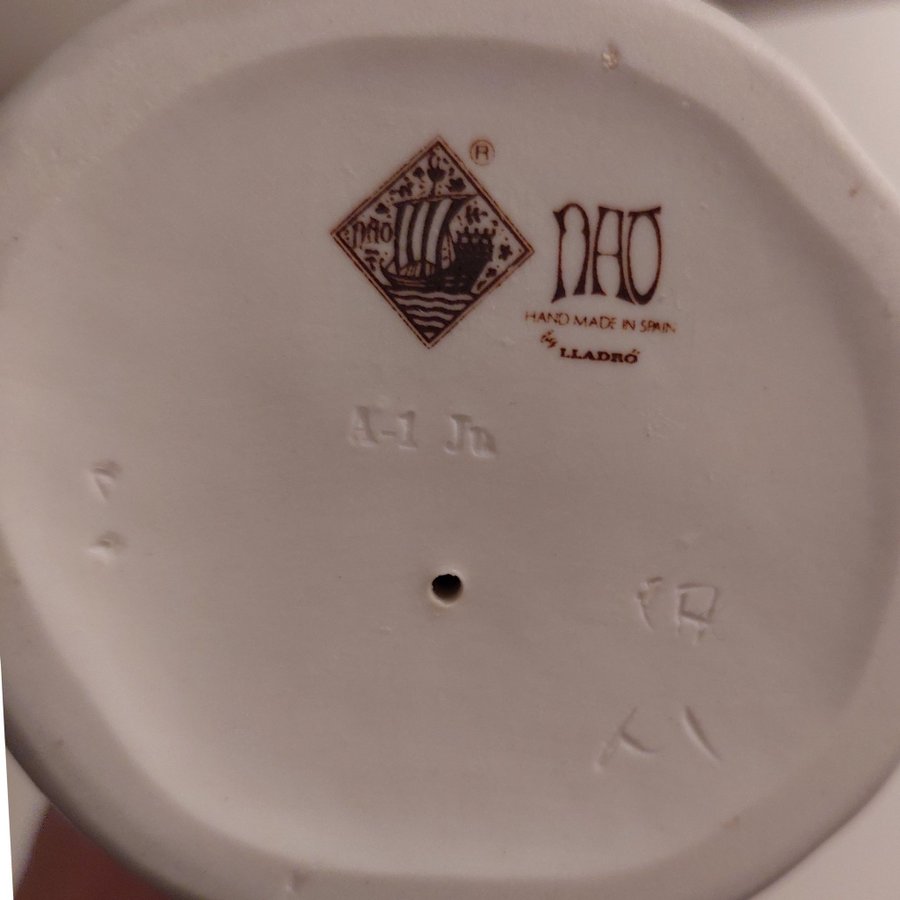 ®
NAO
NAO
HAND MADE IN SPAIN
by LLADRÓ
A-1 Jn